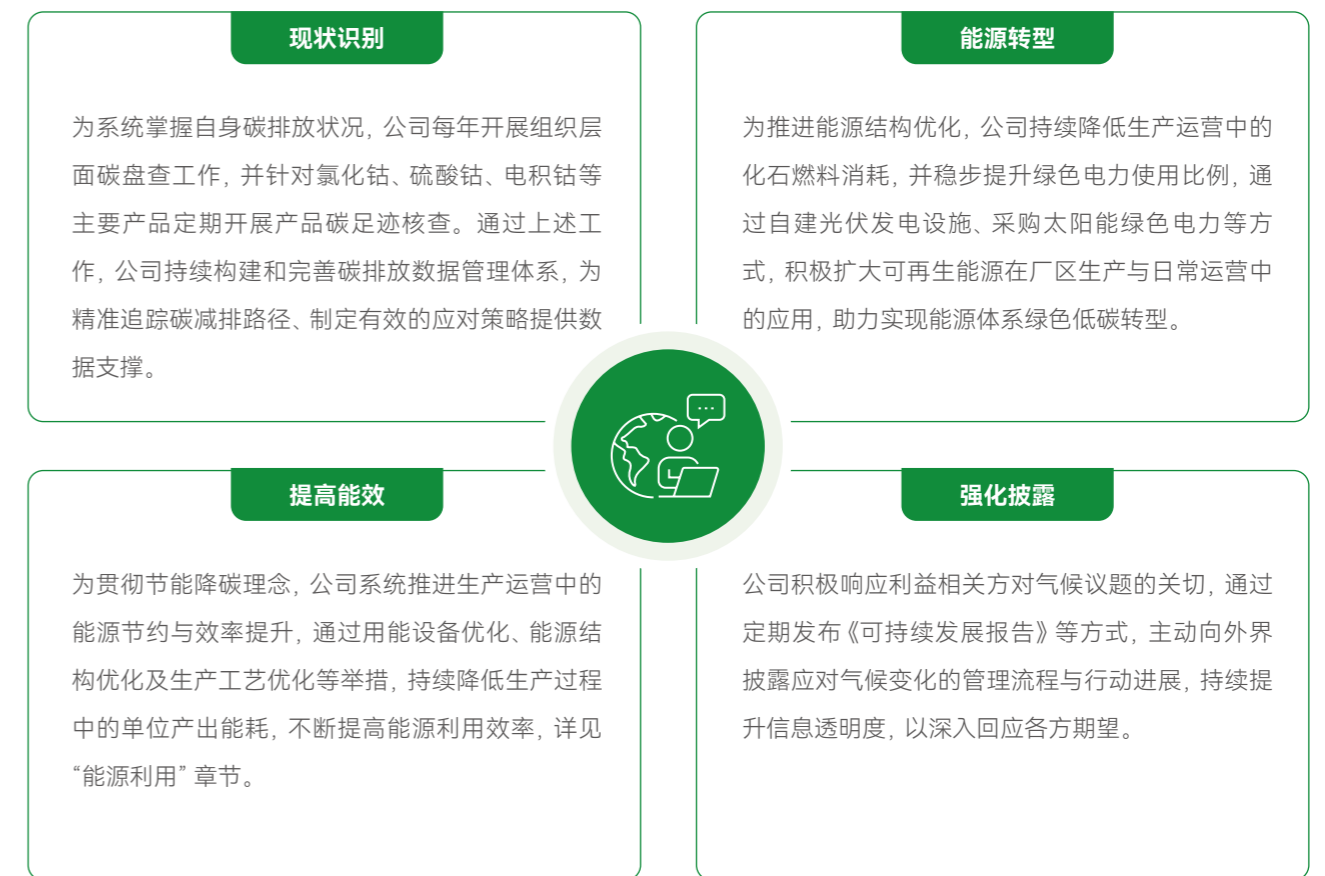 现状识别
为系统掌握自身碳排放状况，公司每年开展组织层
面碳盘查工作，并针对氯化钴、硫酸钴、电积钴等
主要产品定期开展产品碳足迹核查。通过上述工
作，公司持续构建和完善碳排放数据管理体系，为
精准追踪碳减排路径、制定有效的应对策略提供数
据支撑。
能源转型
为推进能源结构优化，公司持续降低生产运营中的
化石燃料消耗，并稳步提升绿色电力使用比例，通
过自建光伏发电设施、采购太阳能绿色电力等方
式，积极扩大可再生能源在厂区生产与日常运营中
的应用，助力实现能源体系绿色低碳转型。
提高能效
为贯彻节能降碳理念，公司系统推进生产运营中的
能源节约与效率提升，通过用能设备优化、能源结
构优化及生产工艺优化等举措，持续降低生产过程
中的单位产出能耗，不断提高能源利用效率，详见
“能源利用”章节。
强化披露
公司积极响应利益相关方对气候议题的关切，通过
定期发布《可持续发展报告》等方式，主动向外界
披露应对气候变化的管理流程与行动进展，持续提
升信息透明度，以深入回应各方期望。